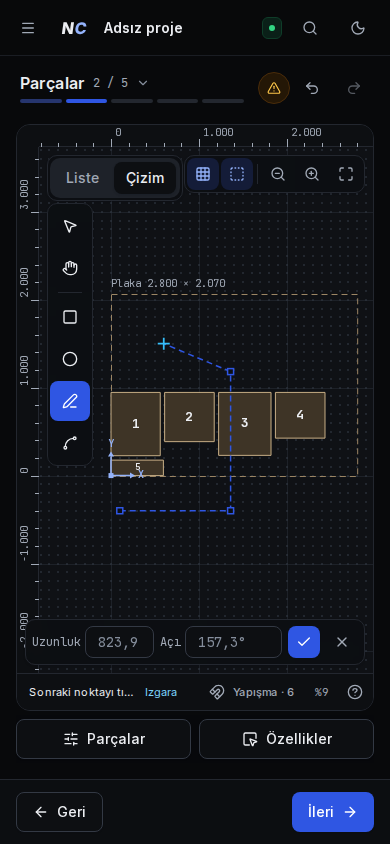 NC Adsız proje
Parçalar 2 / 5
0 1.000 2.000
Liste Çizim
3.000
2.000
1.000
0
-1.000
-2.000
Plaka 2.800 × 2.070
1 2 3 4
5
Y
X
Uzunluk 823,9 Açı 157,3°
Sonraki noktayı tı… Izgara Yapışma · 6 %9
Parçalar Özellikler
Geri İleri